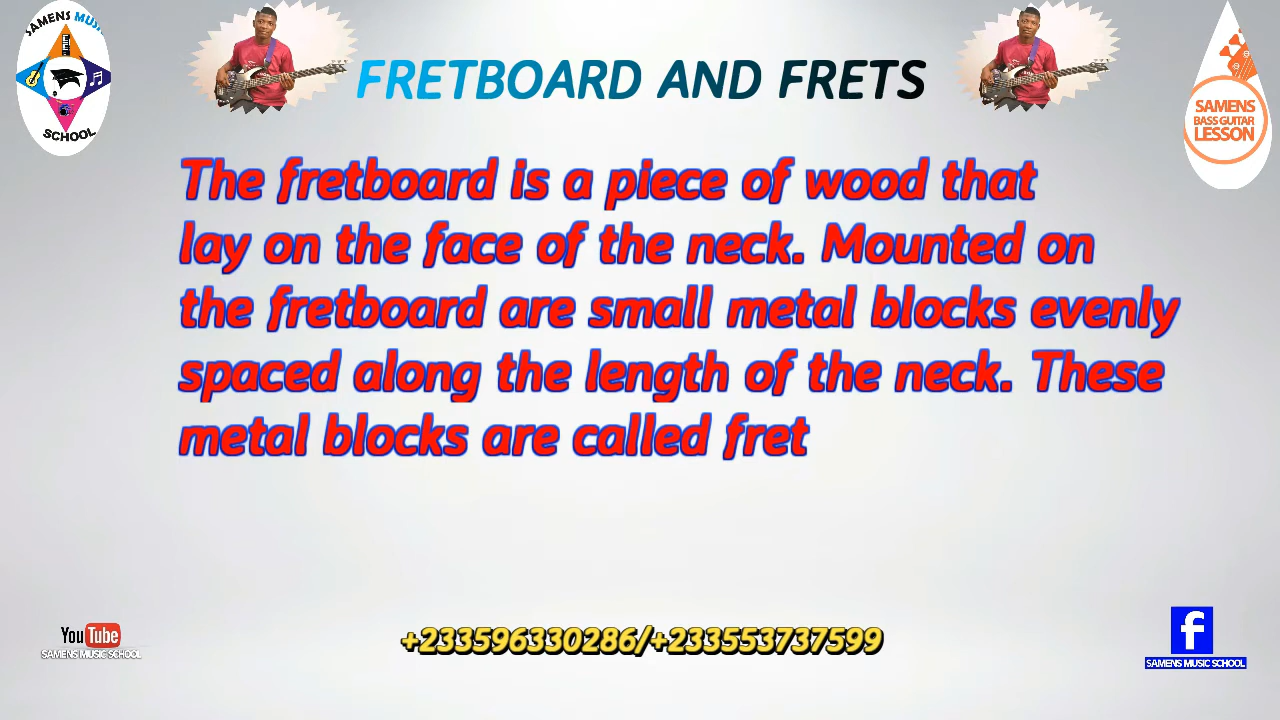 SAMENS MUSIC
SCHOOL
FRETBOARD AND FRETS
SAMENS
BASS GUITAR
LESSON
The fretboard is a piece of wood that
lay on the face of the neck. Mounted on
the fretboard are small metal blocks evenly
spaced along the length of the neck. These
metal blocks are called fret
YouTube
SAMENS MUSIC SCHOOL
+233596330286/+233553737599
f
SAMENS MUSIC SCHOOL